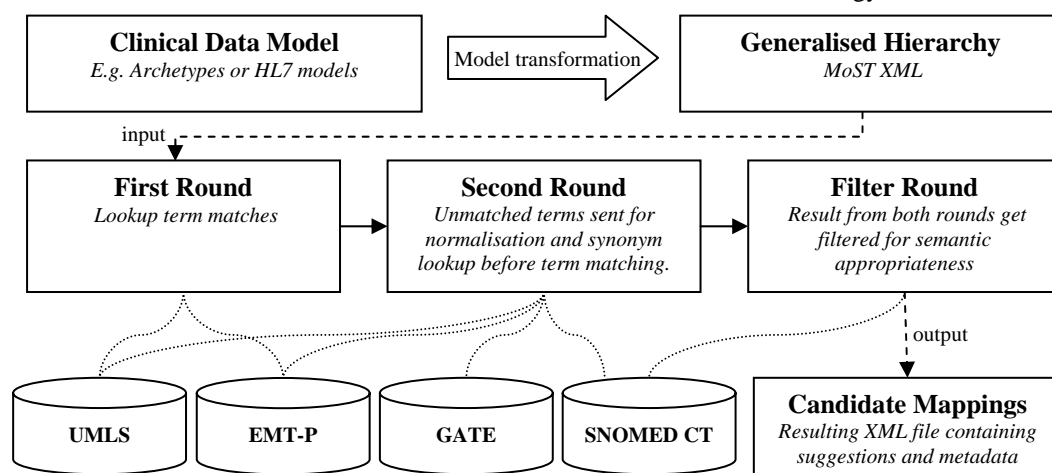 Clinical Data Model
E.g. Archetypes or HL7 models
Model transformation
Generalised Hierarchy
MoST XML
input
First Round
Lookup term matches
Second Round
Unmatched terms sent for
normalisation and synonym
lookup before term matching.
Filter Round
Result from both rounds get
filtered for semantic
appropriateness
output
UMLS
EMT-P
GATE
SNOMED CT
Candidate Mappings
Resulting XML file containing
suggestions and metadata